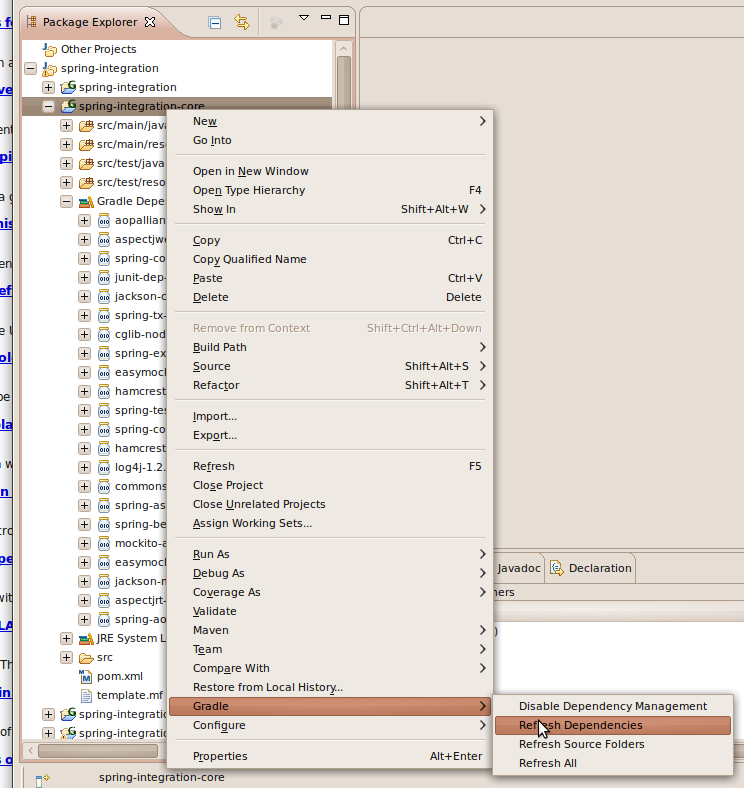 Package Explorer
Other Projects
spring-integration
spring-integration
spring-integration-core
src/main/java
src/main/res
src/test/java
src/test/reso
Gradle Depe
aopallian
aspectjwe
spring-co
junit-dep-
jackson-c
spring-tx-
cglib-nod
spring-ex
easymoc
hamcrest
spring-tes
spring-co
hamcrest
log4j-1.2.
commons
spring-as
spring-be
mockito-a
easymoc
jackson-m
aspectjrt-
spring-ao
JRE System L
src
pom.xml
template.mf
spring-integratio
spring-integratio
New
Go Into
Open in New Window
Open Type Hierarchy F4
Show In Shift+Alt+W
Copy Ctrl+C
Copy Qualified Name
Paste Ctrl+V
Delete Delete
Remove from Context Shift+Ctrl+Alt+Down
Build Path
Source Shift+Alt+S
Refactor Shift+Alt+T
Import...
Export...
Refresh F5
Close Project
Close Unrelated Projects
Assign Working Sets...
Run As
Debug As
Coverage As
Validate
Maven
Team
Compare With
Restore from Local History...
Gradle
Configure
Properties Alt+Enter
Disable Dependency Management
Refresh Dependencies
Refresh Source Folders
Refresh All
Javadoc
Declaration
hers
)
spring-integration-core